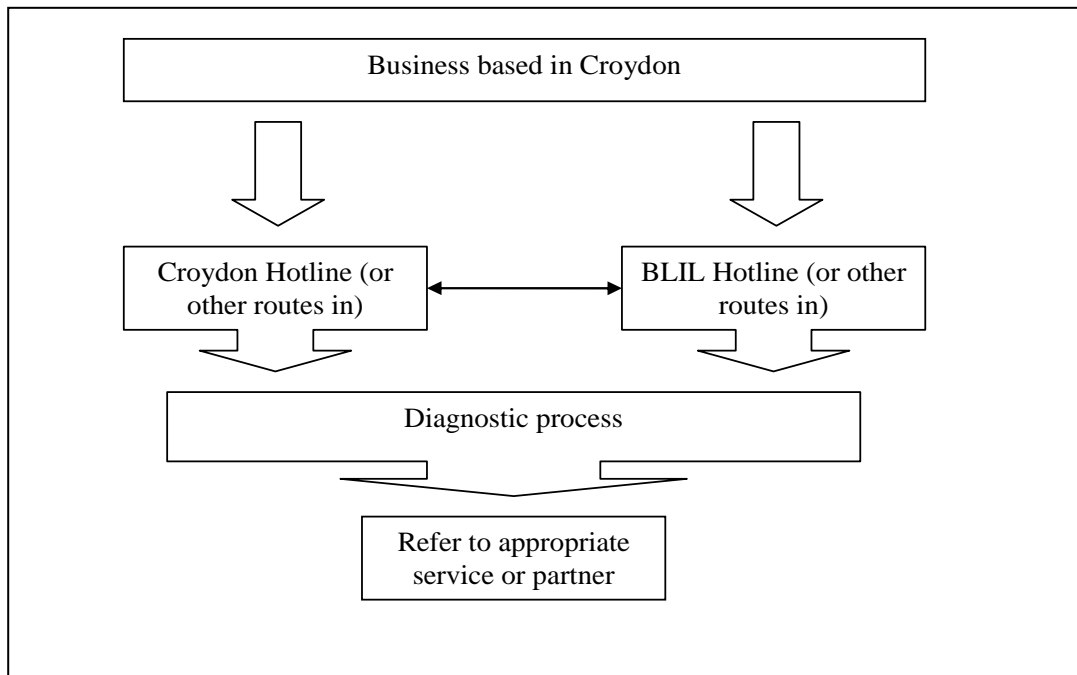 Business based in Croydon
Croydon Hotline (or
other routes in)
BLIL Hotline (or other
routes in)
Diagnostic process
Refer to appropriate
service or partner